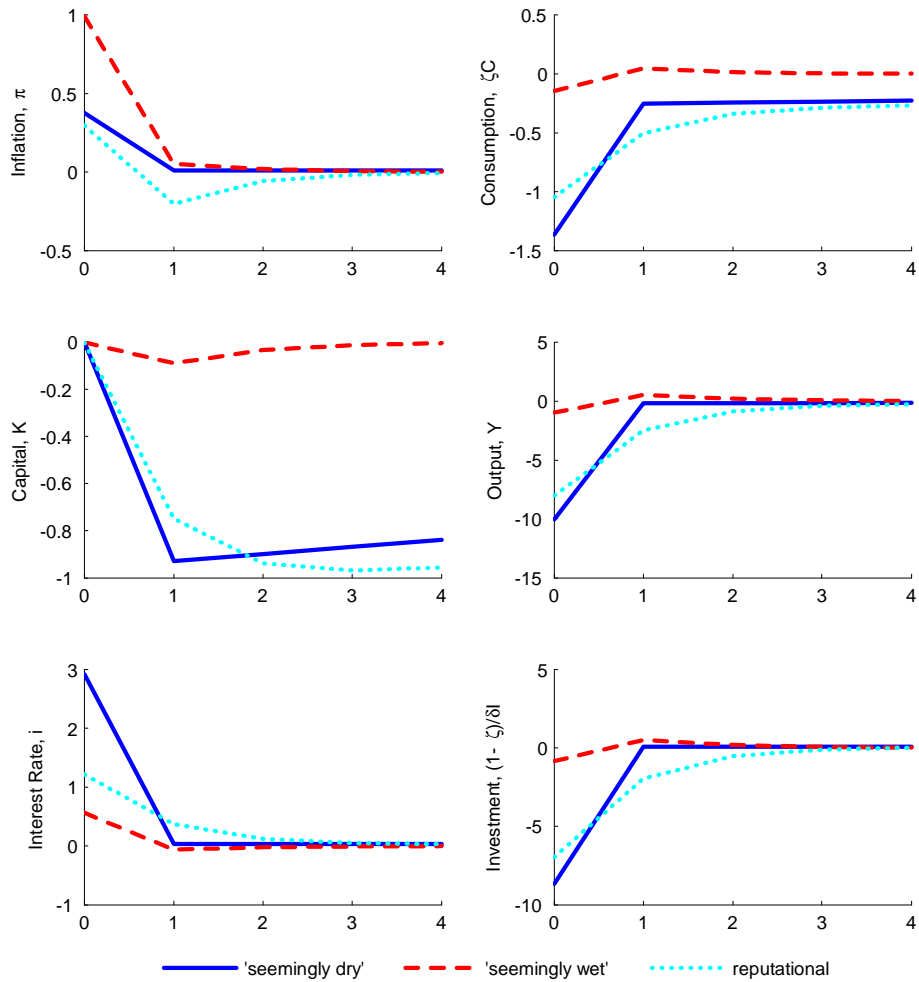 Inflation, π
1
0.5
0
-0.5
0 1 2 3 4
Consumption, ζC
0.5
0
-0.5
-1
-1.5
0 1 2 3 4
Capital, K
0
-0.2
-0.4
-0.6
-0.8
-1
0 1 2 3 4
Output, Y
5
0
-5
-10
-15
0 1 2 3 4
Interest Rate, i
3
2
1
0
-1
0 1 2 3 4
Investment, (1- ζ)/δI
5
0
-5
-10
0 1 2 3 4
'seemingly dry' 'seemingly wet' reputational